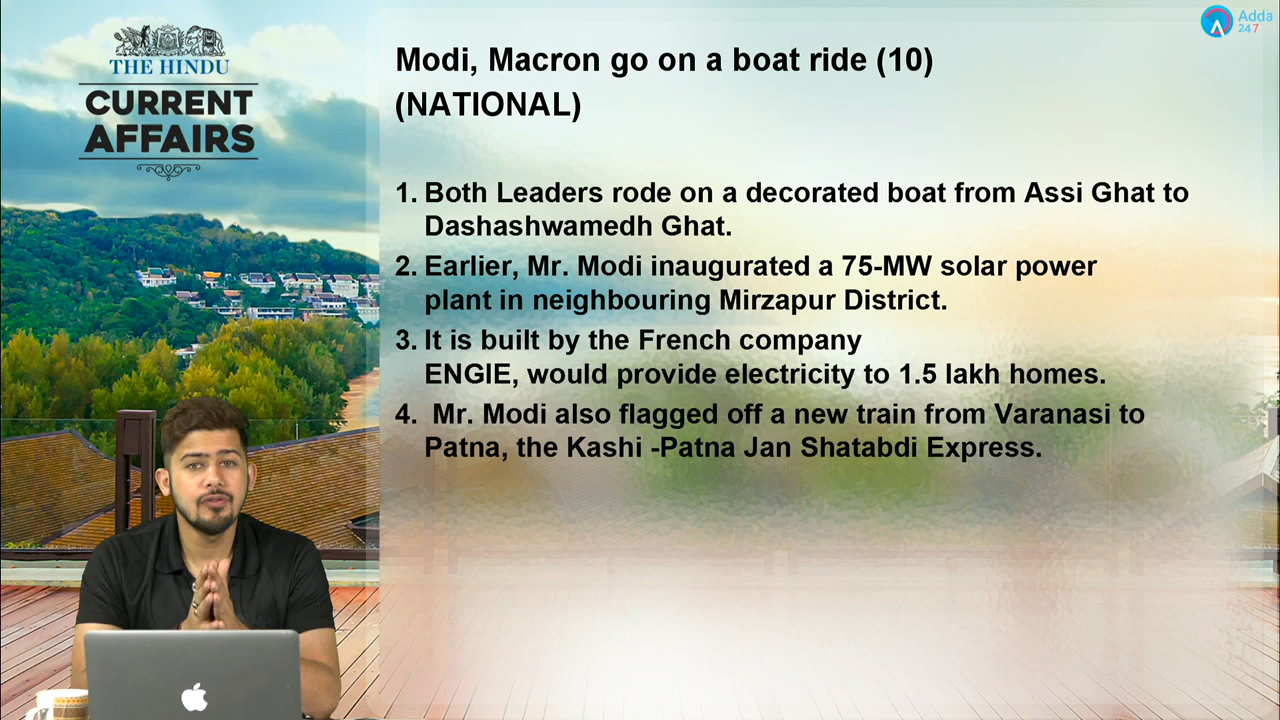 THE HINDU
CURRENT
AFFAIRS
Adda
247
Modi, Macron go on a boat ride (10)
(NATIONAL)
1. Both Leaders rode on a decorated boat from Assi Ghat to
Dashashwamedh Ghat.
2. Earlier, Mr. Modi inaugurated a 75-MW solar power
plant in neighbouring Mirzapur District.
3. It is built by the French company
ENGIE, would provide electricity to 1.5 lakh homes.
4. Mr. Modi also flagged off a new train from Varanasi to
Patna, the Kashi -Patna Jan Shatabdi Express.